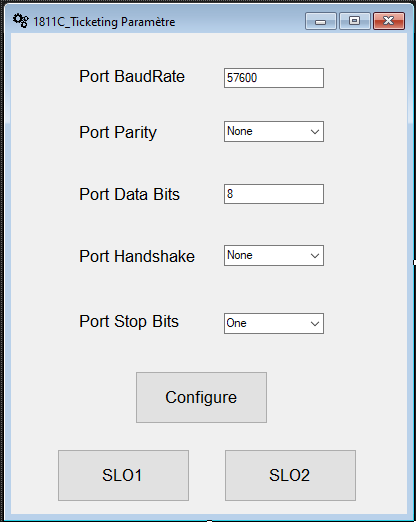 1811C_Ticketing Paramètre
Port BaudRate 57600
Port Parity None
Port Data Bits 8
Port Handshake None
Port Stop Bits One
Configure
SLO1 SLO2